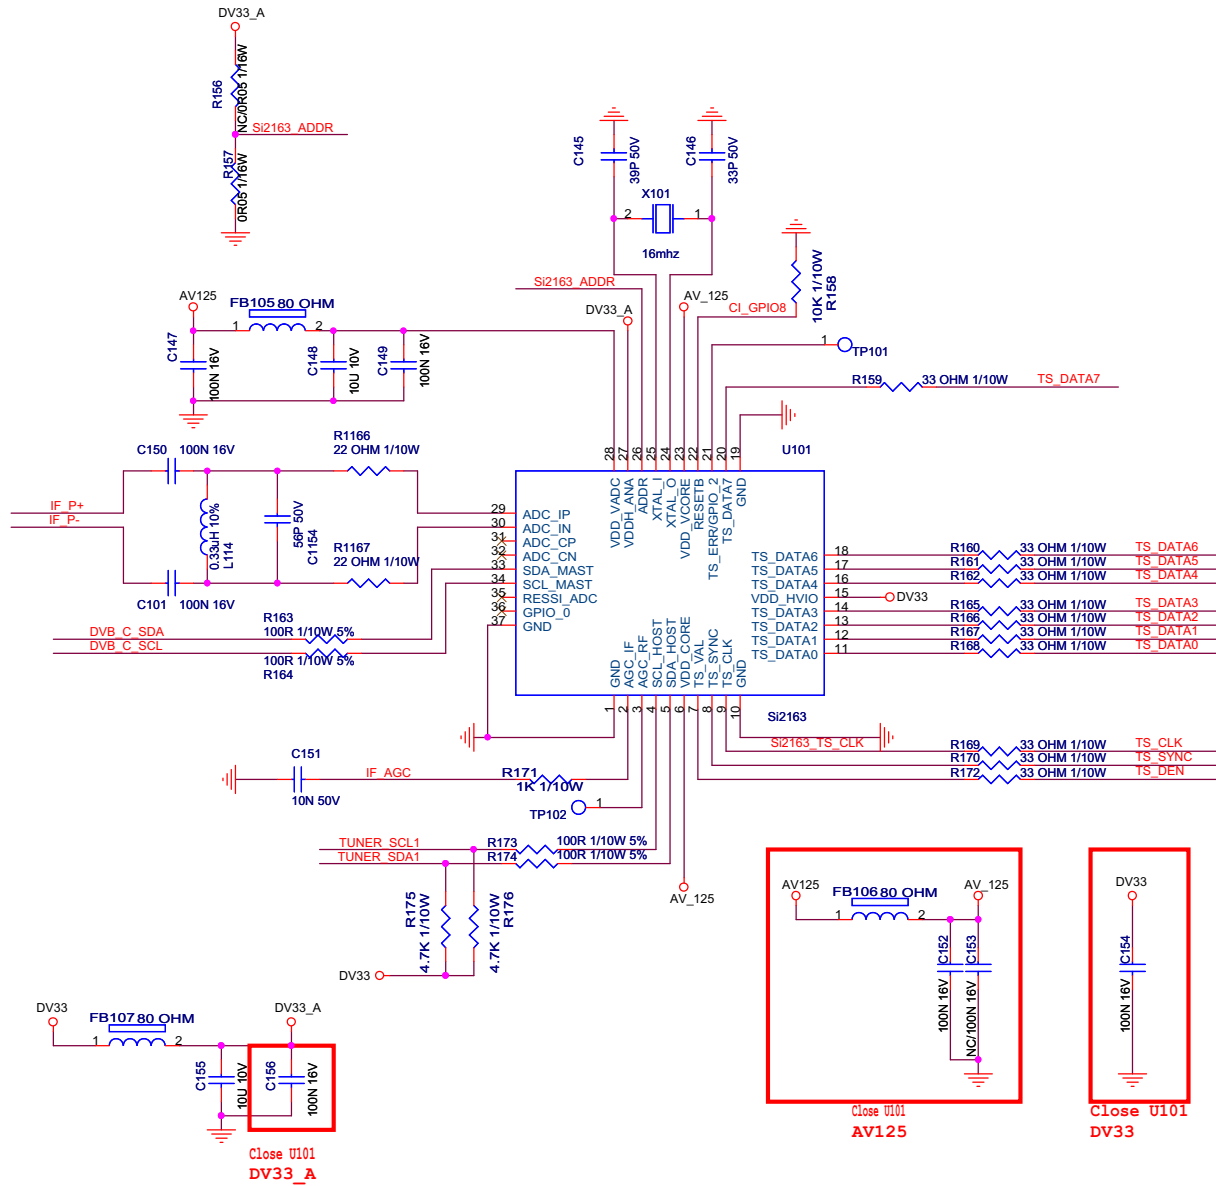 DV33_A
R156
NC/0R05 1/16W
Si2163_ADDR
R157
0R05 1/16W
C145
39P 50V
C146
33P 50V
X101
2
1
16mhz
Si2163_ADDR
DV33_A
AV_125
CI_GPIO8
10K 1/10W
R158
AV125
FB105 80 OHM
1
2
C147
100N 16V
C148
10U 10V
C149
100N 16V
1
TP101
R159
33 OHM 1/10W
TS_DATA7
C150
100N 16V
R1166
22 OHM 1/10W
IF_P+
IF_P-
0.33uH 10%
L114
56P 50V
C1154
R1167
22 OHM 1/10W
C101
100N 16V
DVB_C_SDA
DVB_C_SCL
R163
100R 1/10W 5%
100R 1/10W 5%
R164
U101
28
27
26
25
24
23
22
21
20
19
VDD_VADC
VDDH_ANA
ADDR
XTAL_I
XTAL_O
VDD_VCORE
RESETB
TS_ERR/GPIO_2
TS_DATA7
GND
29 ADC_IP
30 ADC_IN
31 ADC_CP
32 ADC_CN
33 SDA_MAST
34 SCL_MAST
35 RESSI_ADC
36 GPIO_0
37 GND
TS_DATA6 18 R160 33 OHM 1/10W TS_DATA6
TS_DATA5 17 R161 33 OHM 1/10W TS_DATA5
TS_DATA4 16 R162 33 OHM 1/10W TS_DATA4
VDD_HVIO 15 DV33
TS_DATA3 14 R165 33 OHM 1/10W TS_DATA3
TS_DATA2 13 R166 33 OHM 1/10W TS_DATA2
TS_DATA1 12 R167 33 OHM 1/10W TS_DATA1
TS_DATA0 11 R168 33 OHM 1/10W TS_DATA0
GND
AGC_IF
AGC_RF
SCL_HOST
SDA_HOST
VDD_CORE
TS_VAL
TS_SYNC
TS_CLK
GND
1
2
3
4
5
6
7
8
9
10
Si2163
Si2163_TS_CLK
R169 33 OHM 1/10W TS_CLK
R170 33 OHM 1/10W TS_SYNC
R172 33 OHM 1/10W TS_DEN
C151
10N 50V
IF_AGC
R171
1K 1/10W
TP102
1
TUNER_SCL1
TUNER_SDA1
R173 100R 1/10W 5%
R174 100R 1/10W 5%
R175
4.7K 1/10W
R176
4.7K 1/10W
DV33
AV_125
AV125
FB106 80 OHM
1
2
AV_125
C152
100N 16V
C153
NC/100N 16V
Close U101
AV125
DV33
C154
100N 16V
Close U101
DV33
DV33
FB107 80 OHM
1
2
DV33_A
C155
10U 10V
C156
100N 16V
Close U101
DV33_A